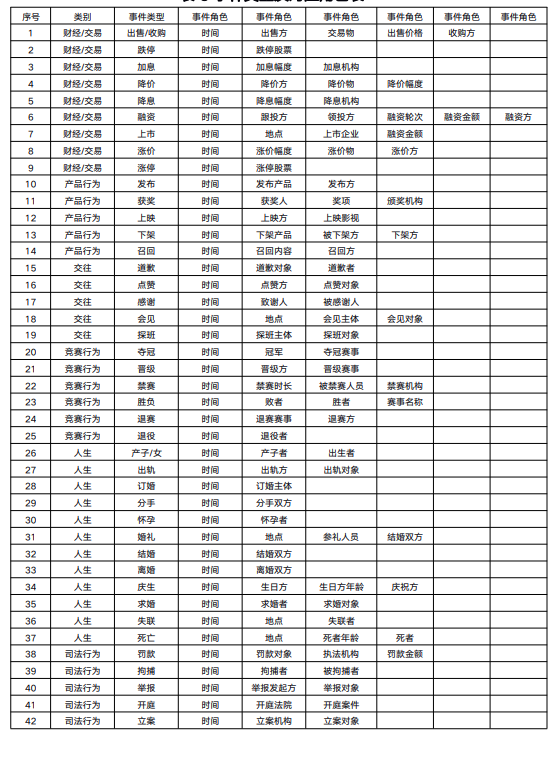 序号 类别 事件类型 事件角色 事件角色 事件角色 事件角色 事件角色 事件角色
1 财经/交易 出售/收购 时间 出售方 交易物 出售价格 收购方
2 财经/交易 跌停 时间 跌停股票
3 财经/交易 加息 时间 加息幅度 加息机构
4 财经/交易 降价 时间 降价方 降价物 降价幅度
5 财经/交易 降息 时间 降息幅度 降息机构
6 财经/交易 融资 时间 跟投方 领投方 融资轮次 融资金额 融资方
7 财经/交易 上市 时间 地点 上市企业 融资金额
8 财经/交易 涨价 时间 涨价幅度 涨价物 涨价方
9 财经/交易 涨停 时间 涨停股票
10 产品行为 发布 时间 发布产品 发布方
11 产品行为 获奖 时间 获奖人 奖项 颁奖机构
12 产品行为 上映 时间 上映方 上映影视
13 产品行为 下架 时间 下架产品 被下架方 下架方
14 产品行为 召回 时间 召回内容 召回方
15 交往 道歉 时间 道歉对象 道歉者
16 交往 点赞 时间 点赞方 点赞对象
17 交往 感谢 时间 致谢人 被感谢人
18 交往 会见 时间 地点 会见主体 会见对象
19 交往 探班 时间 探班主体 探班对象
20 竞赛行为 夺冠 时间 冠军 夺冠赛事
21 竞赛行为 晋级 时间 晋级方 晋级赛事
22 竞赛行为 禁赛 时间 禁赛时长 被禁赛人员 禁赛机构
23 竞赛行为 胜负 时间 败者 胜者 赛事名称
24 竞赛行为 退赛 时间 退赛赛事 退赛方
25 竞赛行为 退役 时间 退役者
26 人生 产子/女 时间 产子者 出生者
27 人生 出轨 时间 出轨方 出轨对象
28 人生 订婚 时间 订婚主体
29 人生 分手 时间 分手双方
30 人生 怀孕 时间 怀孕者
31 人生 婚礼 时间 地点 参礼人员 结婚双方
32 人生 结婚 时间 结婚双方
33 人生 离婚 时间 离婚双方
34 人生 庆生 时间 生日方 生日方年龄 庆祝方
35 人生 求婚 时间 求婚者 求婚对象
36 人生 失联 时间 地点 失联者
37 人生 死亡 时间 地点 死者年龄 死者
38 司法行为 罚款 时间 罚款对象 执法机构 罚款金额
39 司法行为 拘捕 时间 拘捕者 被拘捕者
40 司法行为 举报 时间 举报发起方 举报对象
41 司法行为 开庭 时间 开庭法院 开庭案件
42 司法行为 立案 时间 立案机构 立案对象